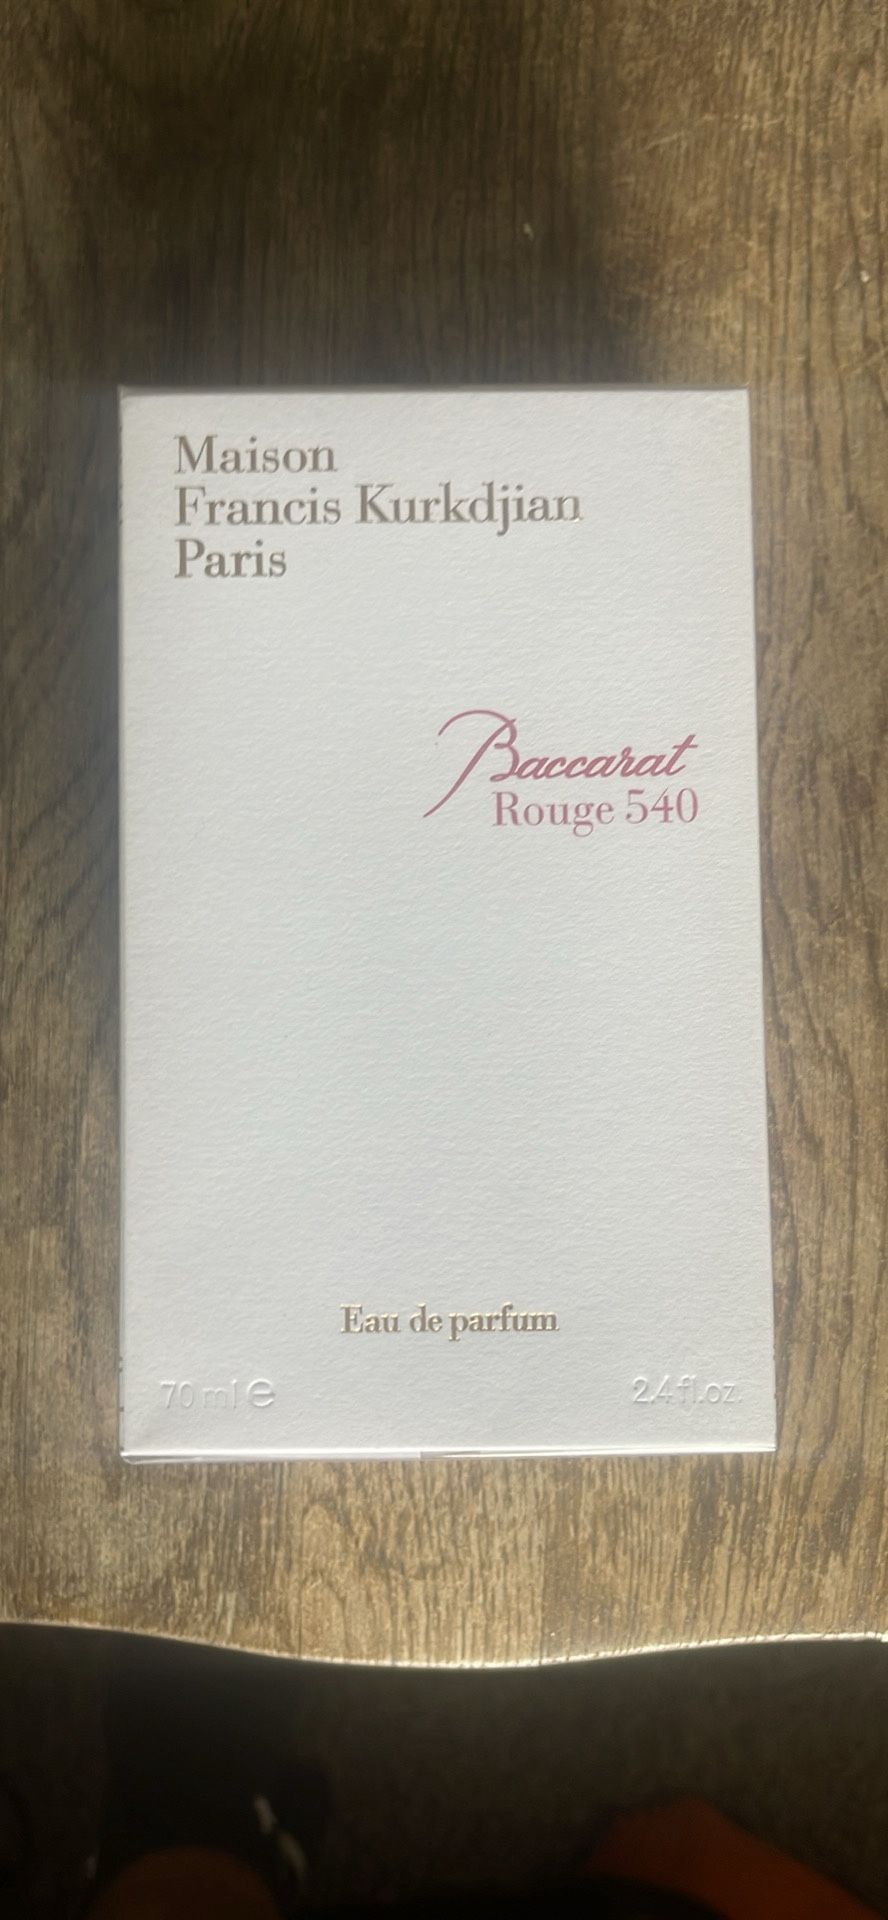 Maison
Francis Kurkdjian
Paris
Baccarat
Rouge 540
Eau de parfum
70 ml e 2.4 fl.oz.